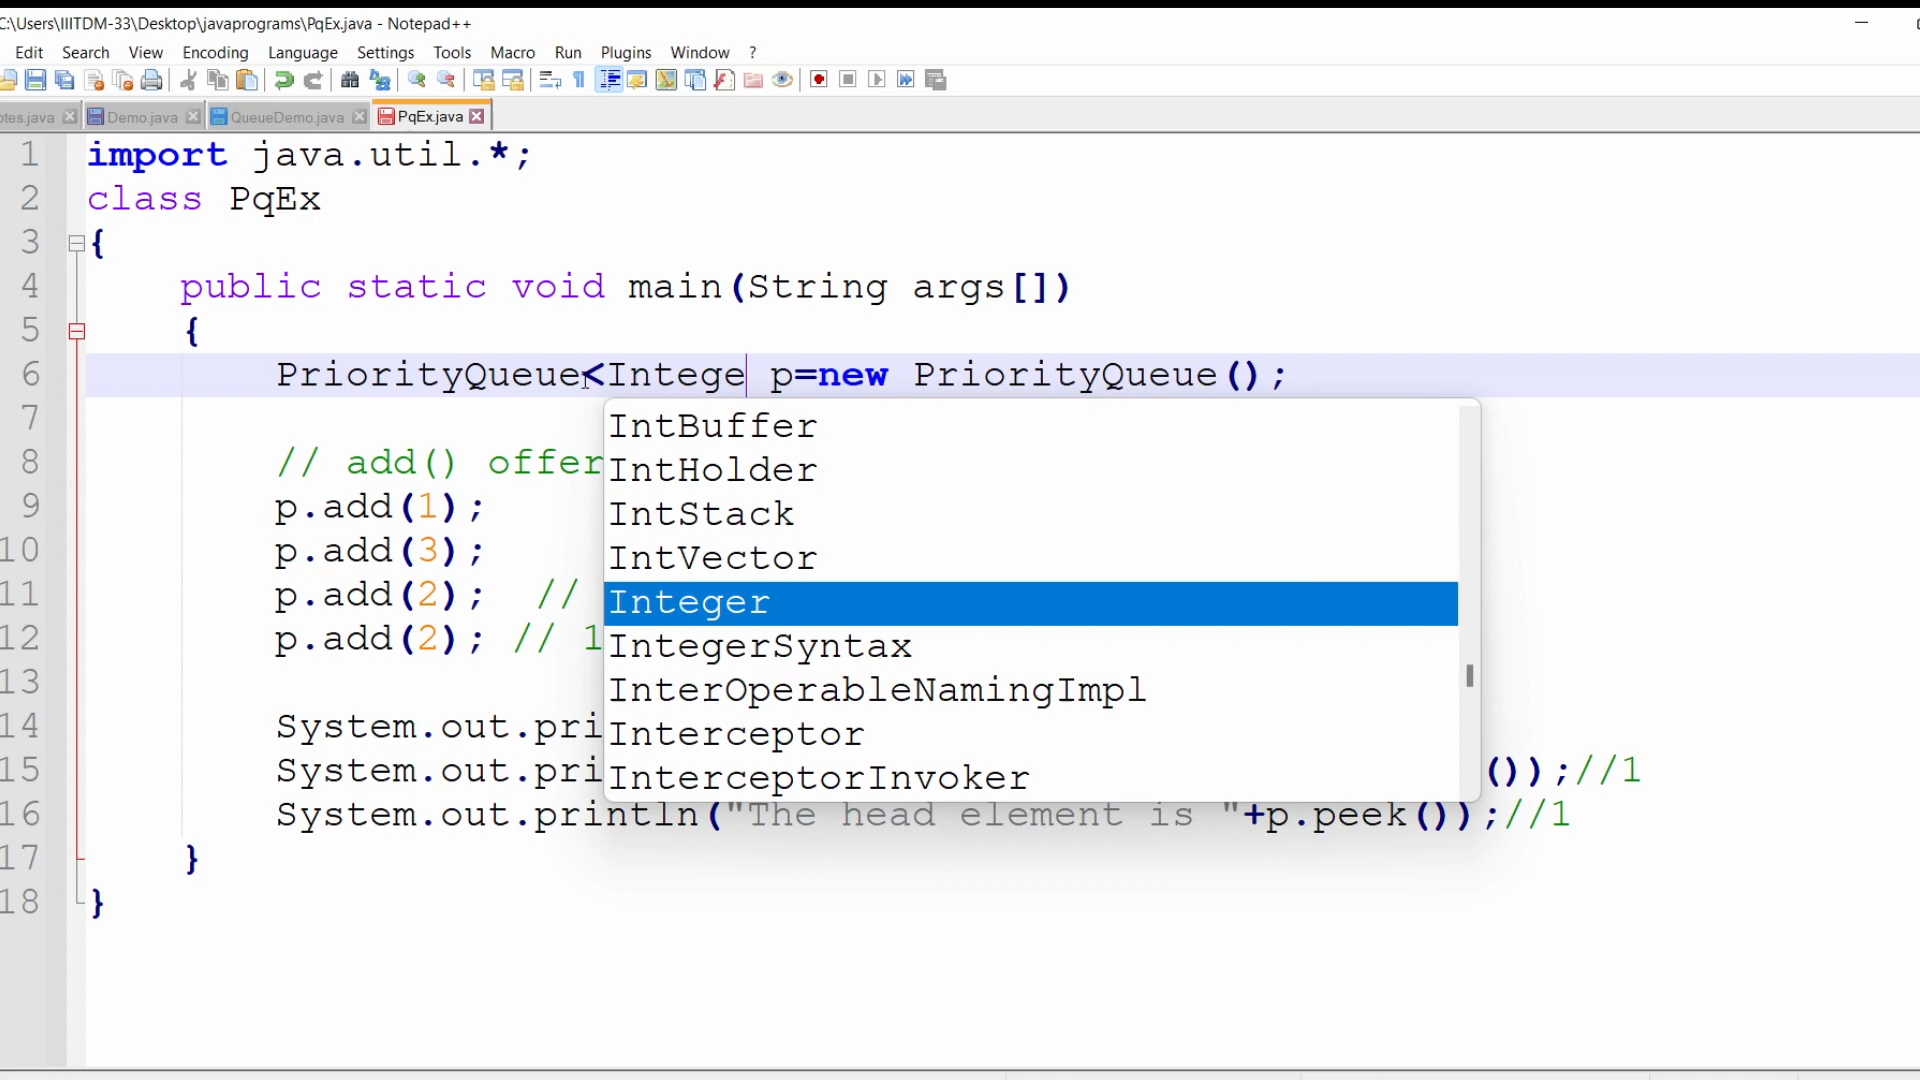 C:\Users\IIITDM-33\Desktop\javaprograms\PqEx.java - Notepad++
Edit Search View Encoding Language Settings Tools Macro Run Plugins Window ?
otes.java Demo.java QueueDemo.java PqEx.java
1 import java.util.*;
2 class PqEx
3 {
4 public static void main(String args[])
5 {
6 PriorityQueue<Intege p=new PriorityQueue();
7
8 // add() offer
9 p.add(1);
10 p.add(3);
11 p.add(2); //
12 p.add(2); // 1
13
14 System.out.pri
15 System.out.pri ());//1
16 System.out.println("The head element is "+p.peek());//1
17 }
18 }
IntBuffer
IntHolder
IntStack
IntVector
Integer
IntegerSyntax
InterOperableNamingImpl
Interceptor
InterceptorInvoker